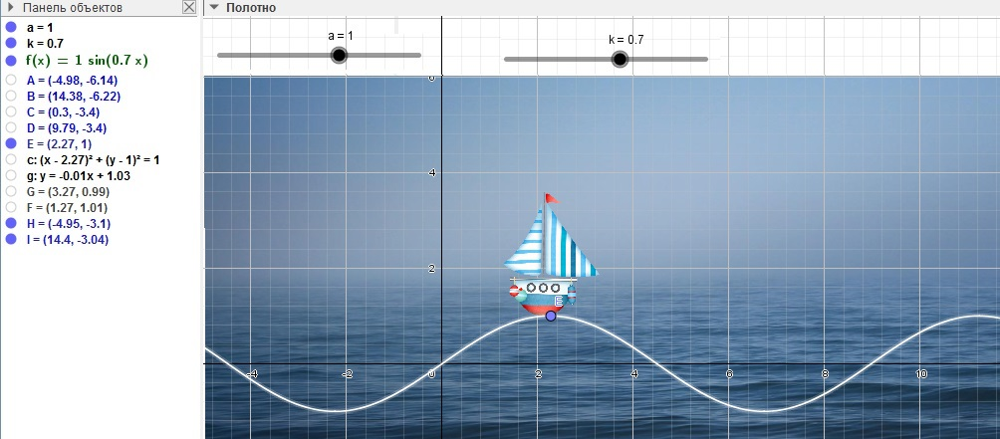 Панель объектов
Полотно
a = 1
k = 0.7
f(x) = 1 sin(0.7 x)
A = (-4.98, -6.14)
B = (14.38, -6.22)
C = (0.3, -3.4)
D = (9.79, -3.4)
E = (2.27, 1)
c: (x - 2.27)² + (y - 1)² = 1
g: y = -0.01x + 1.03
G = (3.27, 0.99)
F = (1.27, 1.01)
H = (-4.95, -3.1)
I = (14.4, -3.04)
a = 1
k = 0.7
6
4
2
E
-4 -2 0 2 4 6 8 10